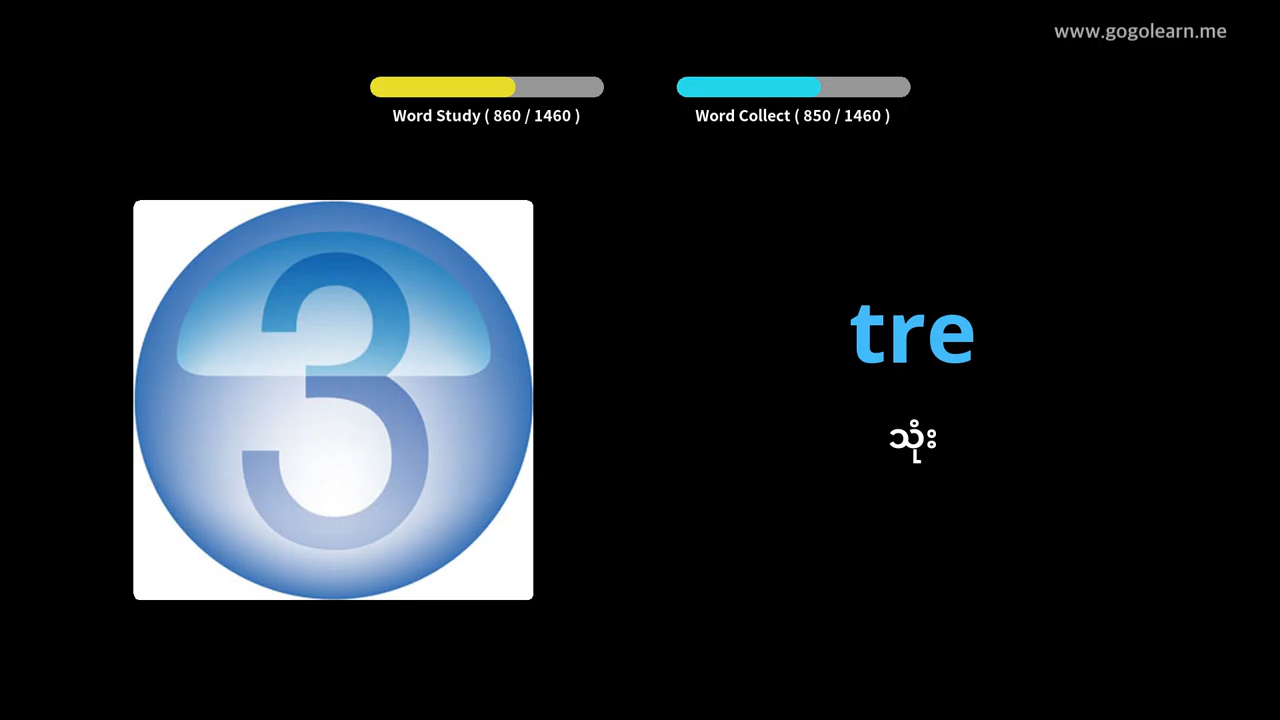 www.gogolearn.me
Word Study ( 860 / 1460 )
Word Collect ( 850 / 1460 )
3
tre
သုံး